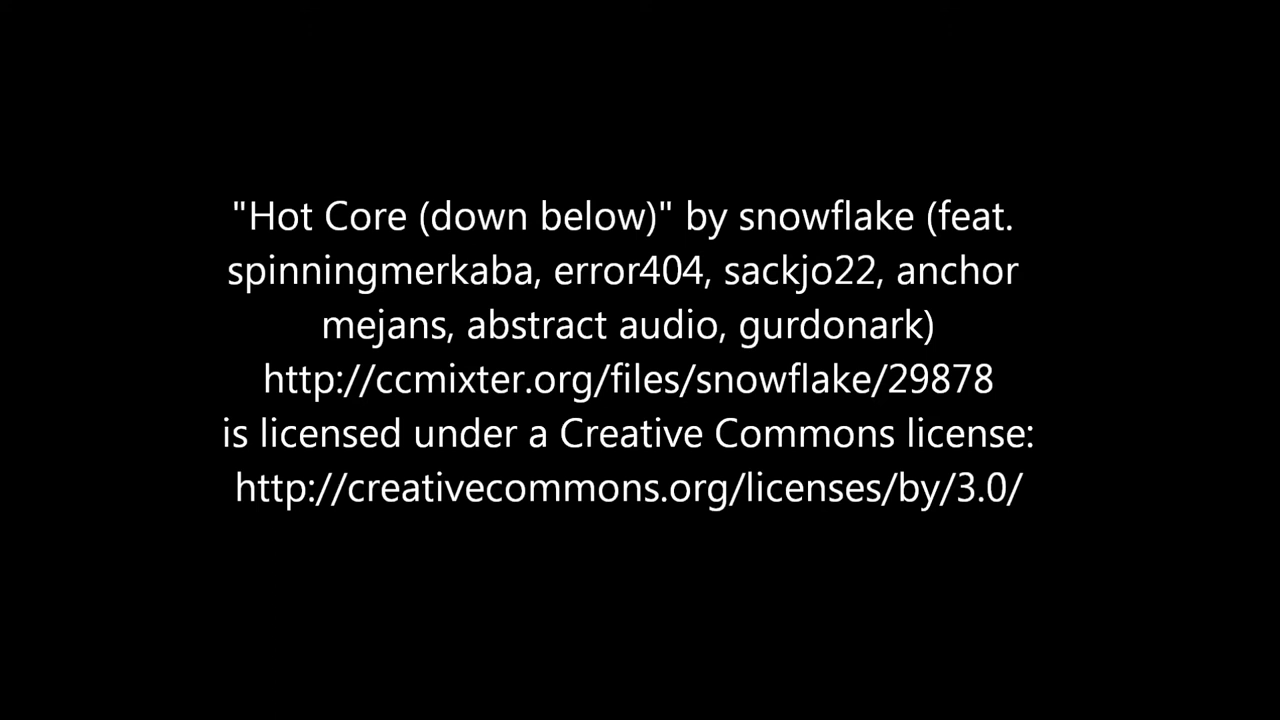 "Hot Core (down below)" by snowflake (feat.
spinningmerkaba, error404, sackjo22, anchor
mejans, abstract audio, gurdonark)
http://ccmixter.org/files/snowflake/29878
is licensed under a Creative Commons license:
http://creativecommons.org/licenses/by/3.0/